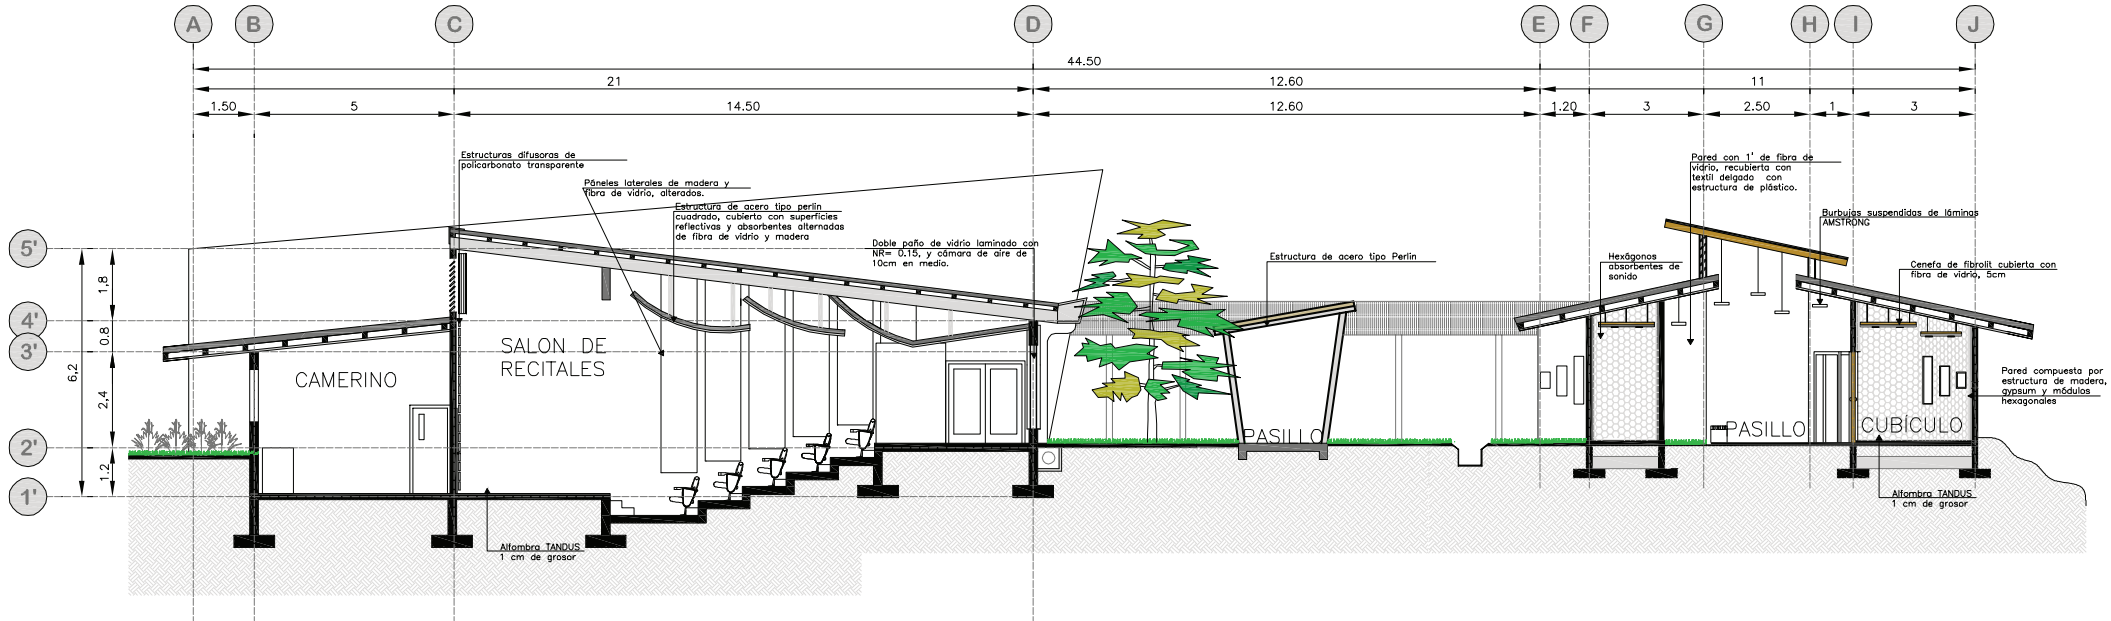 A B C D E F G H I J
44.50
21 12.60 11
1.50 5 14.50 12.60 1.20 3 2.50 1 3
Estructuras difusoras de
policarbonato transparente
Páneles laterales de madera y
fibra de vidrio, alterados.
Estructura de acero tipo perlin
cuadrado, cubierto con superficies
reflectivas y absorbentes alternadas
de fibra de vidrio y madera
Doble paño de vidrio laminado con
NR= 0.15, y cámara de aire de
10cm en medio.
Estructura de acero tipo Perlin
Pared con 1' de fibra de
vidrio, recubierta con
textil delgado con
estructura de plástico.
Burbujas suspendidas de láminas
AMSTRONG
Hexágonos
absorbentes de
sonido
Cenefa de fibrolit cubierta con
fibra de vidrio, 5cm
Pared compuesta por
estructura de madera,
gypsum y módulos
hexagonales
5'
4'
3'
2'
1'
6,2
1,8
0.8
2,4
1.2
CAMERINO
SALON DE
RECITALES
PASILLO
PASILLO
CUBÍCULO
Alfombra TANDUS
1 cm de grosor
Alfombra TANDUS
1 cm de grosor